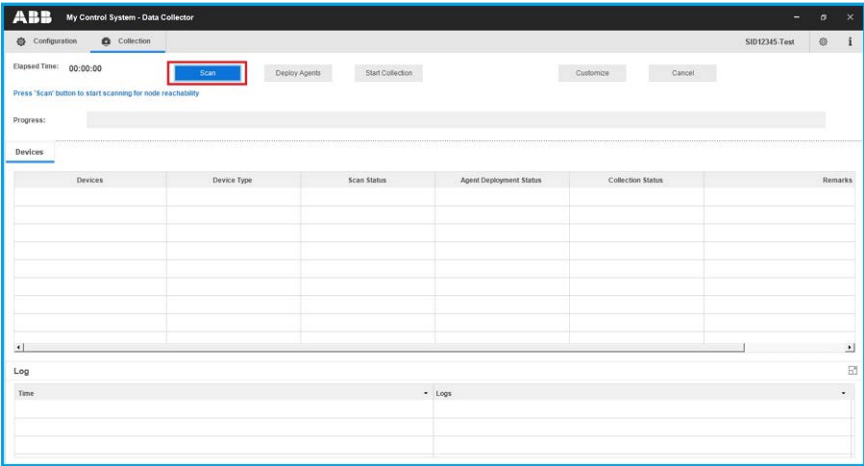 ABB My Control System - Data Collector
Configuration Collection SID12345-Test
Elapsed Time: 00:00:00 Scan Deploy Agents Start Collection Customize Cancel
Press 'Scan' button to start scanning for node reachability
Progress:
Devices
Devices Device Type Scan Status Agent Deployment Status Collection Status Remarks
Log
Time Logs